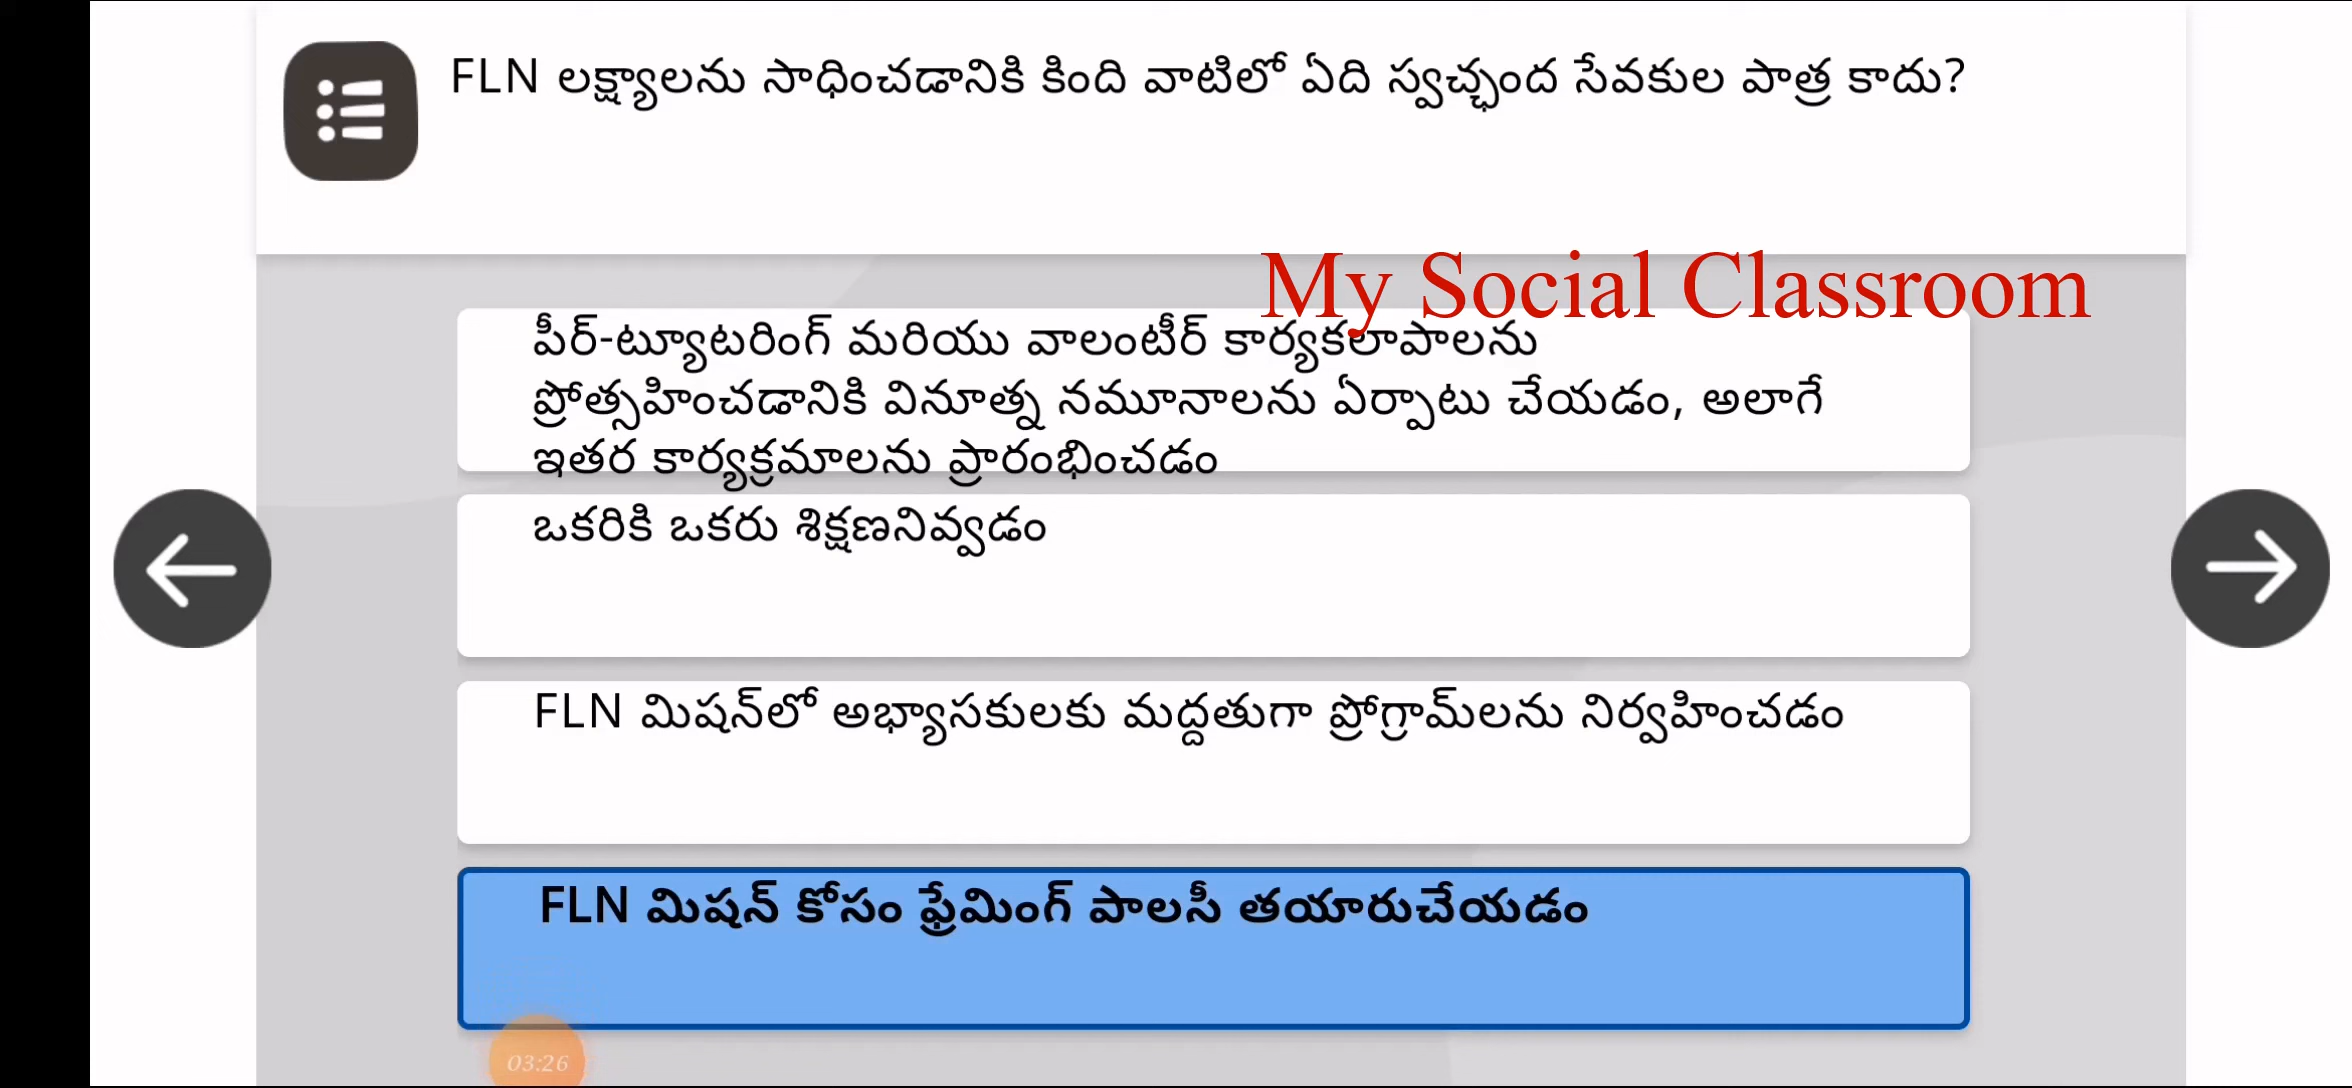 FLN లక్ష్యాలను సాధించడానికి కింది వాటిలో ఏది స్వచ్ఛంద సేవకుల పాత్ర కాదు?
My Social Classroom
పీర్-ట్యూటరింగ్ మరియు వాలంటీర్ కార్యకలాపాలను
ప్రోత్సహించడానికి వినూత్న నమూనాలను ఏర్పాటు చేయడం, అలాగే
ఇతర కార్యక్రమాలను ప్రారంభించడం
ఒకరికి ఒకరు శిక్షణనివ్వడం
FLN మిషన్‌లో అభ్యాసకులకు మద్దతుగా ప్రోగ్రామ్‌లను నిర్వహించడం
FLN మిషన్ కోసం ఫ్రేమింగ్ పాలసీ తయారుచేయడం
03:26